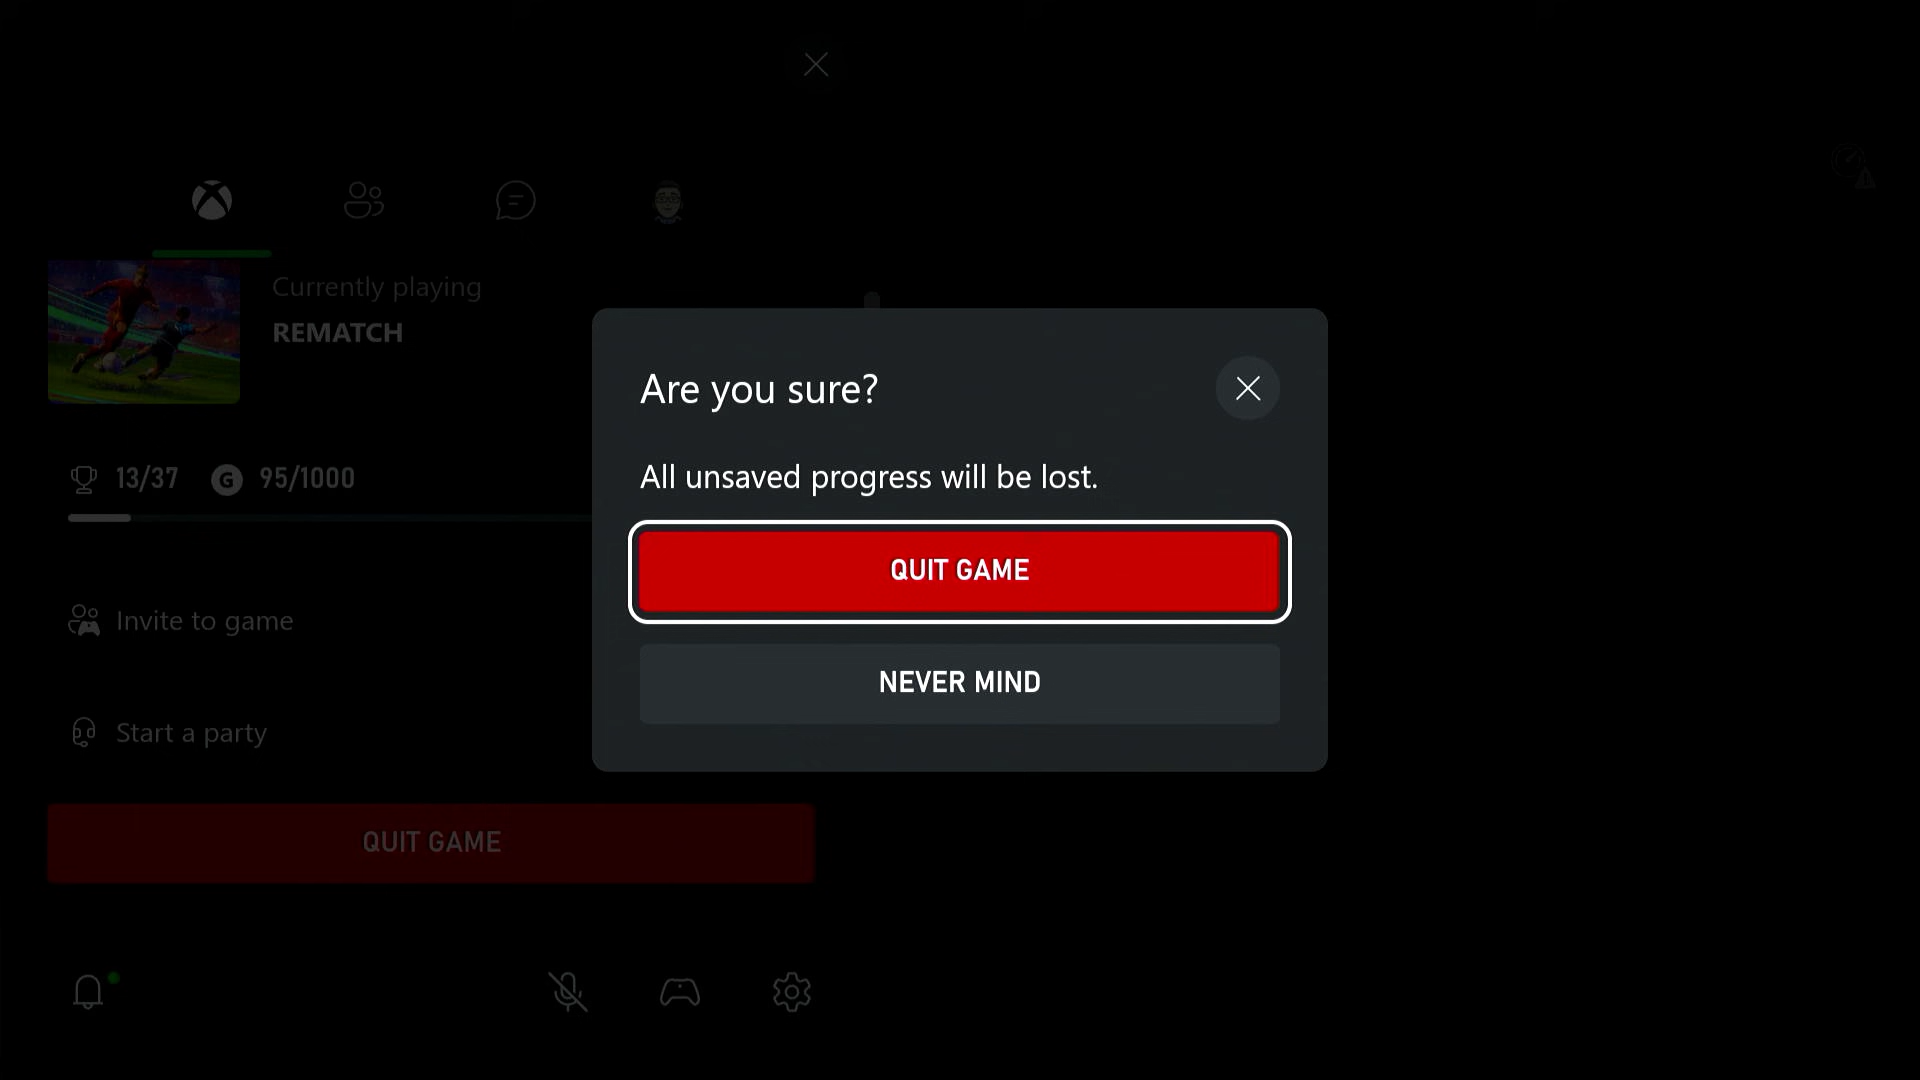 Currently playing
REMATCH
13/37 G 95/1000
Invite to game
Start a party
QUIT GAME
Are you sure?
All unsaved progress will be lost.
QUIT GAME
NEVER MIND